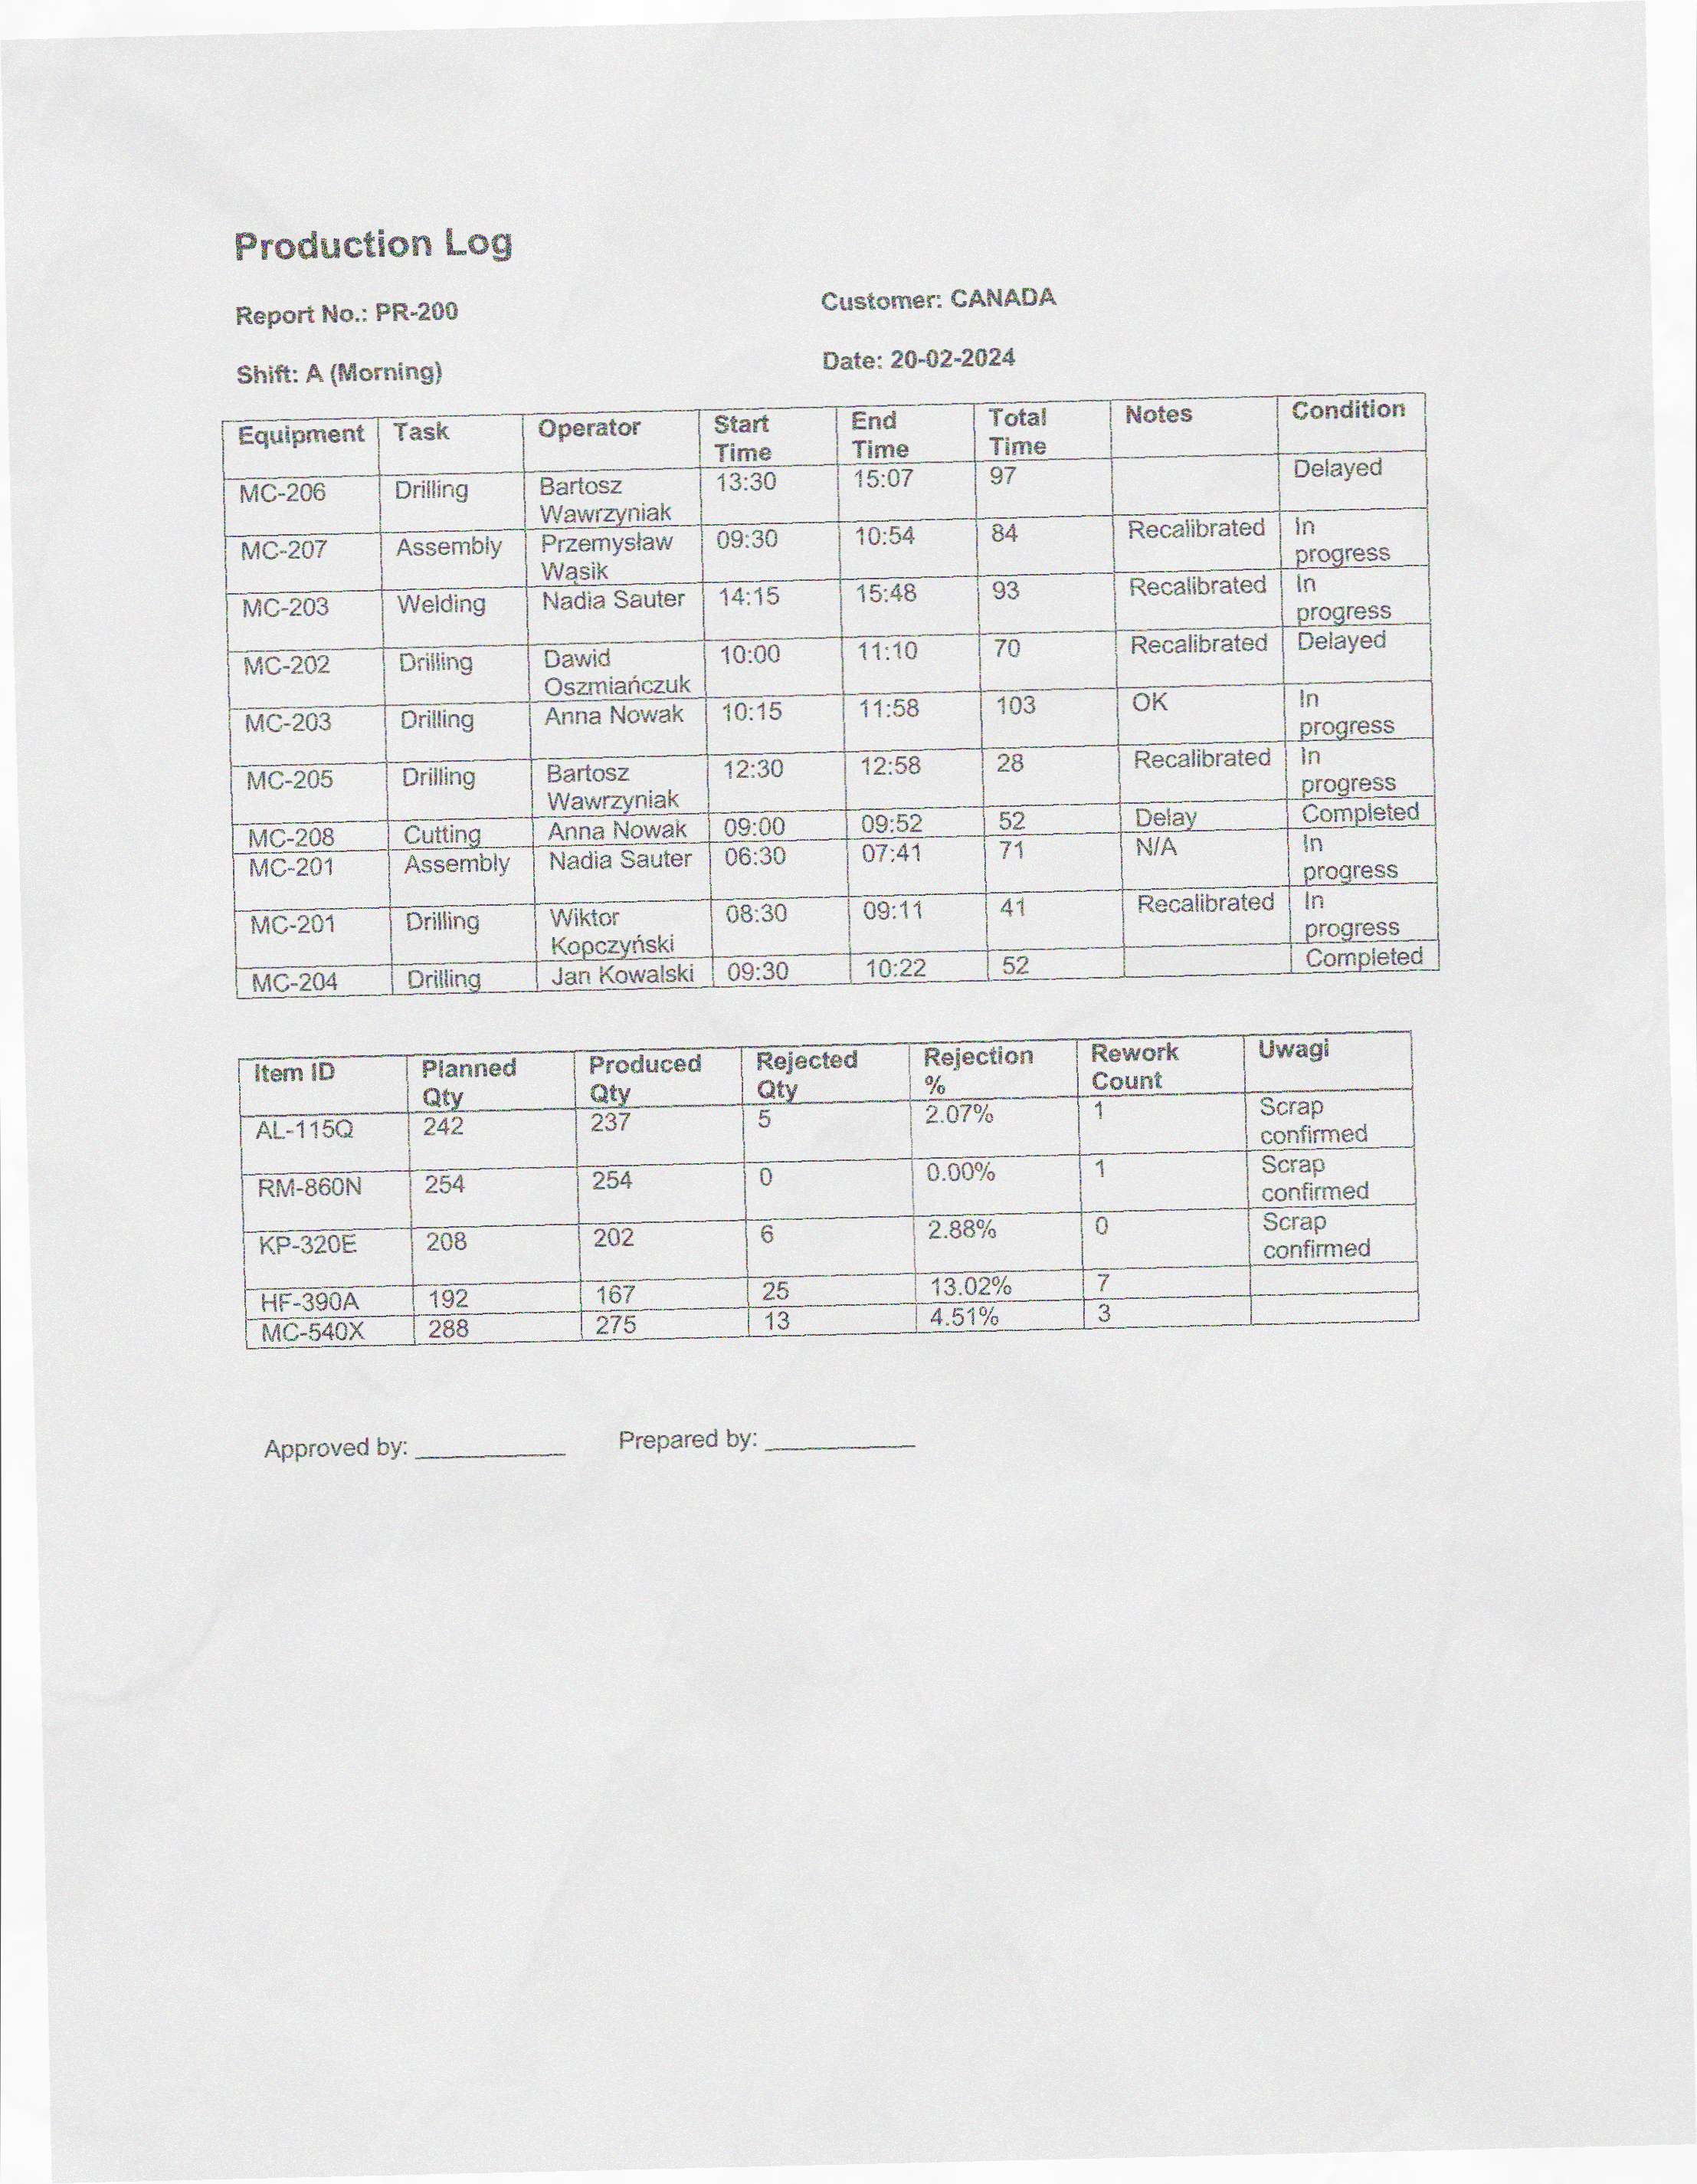 Production Log
Report No.: PR-200 Customer: CANADA
Shift: A (Morning) Date: 20-02-2024
Equipment Task Operator Start Time End Time Total Time Notes Condition
MC-206 Drilling Bartosz Wawrzyniak 13:30 15:07 97 Delayed
MC-207 Assembly Przemysław Wąsik 09:30 10:54 84 Recalibrated In progress
MC-203 Welding Nadia Sauter 14:15 15:48 93 Recalibrated In progress
MC-202 Drilling Dawid Oszmiańczuk 10:00 11:10 70 Recalibrated Delayed
MC-203 Drilling Anna Nowak 10:15 11:58 103 OK In progress
MC-205 Drilling Bartosz Wawrzyniak 12:30 12:58 28 Recalibrated In progress
MC-208 Cutting Anna Nowak 09:00 09:52 52 Delay Completed
MC-201 Assembly Nadia Sauter 06:30 07:41 71 N/A In progress
MC-201 Drilling Wiktor Kopczyński 08:30 09:11 41 Recalibrated In progress
MC-204 Drilling Jan Kowalski 09:30 10:22 52 Completed
Item ID Planned Qty Produced Qty Rejected Qty Rejection % Rework Count Uwagi
AL-115Q 242 237 5 2.07% 1 Scrap confirmed
RM-860N 254 254 0 0.00% 1 Scrap confirmed
KP-320E 208 202 6 2.88% 0 Scrap confirmed
HF-390A 192 167 25 13.02% 7
MC-540X 288 275 13 4.51% 3
Approved by: ____________ Prepared by: ____________